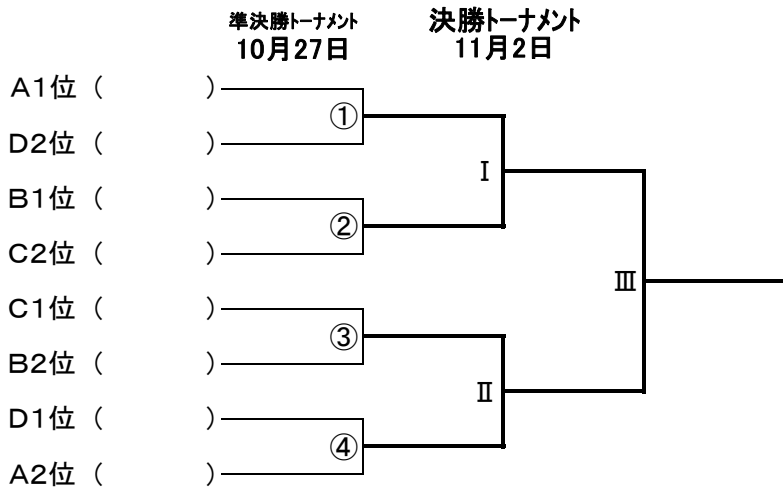 準決勝トーナメント
10月27日
決勝トーナメント
11月2日
A1位 (　　　　)
①
D2位 (　　　　)
Ⅰ
B1位 (　　　　)
②
C2位 (　　　　)
Ⅲ
C1位 (　　　　)
③
B2位 (　　　　)
Ⅱ
D1位 (　　　　)
④
A2位 (　　　　)